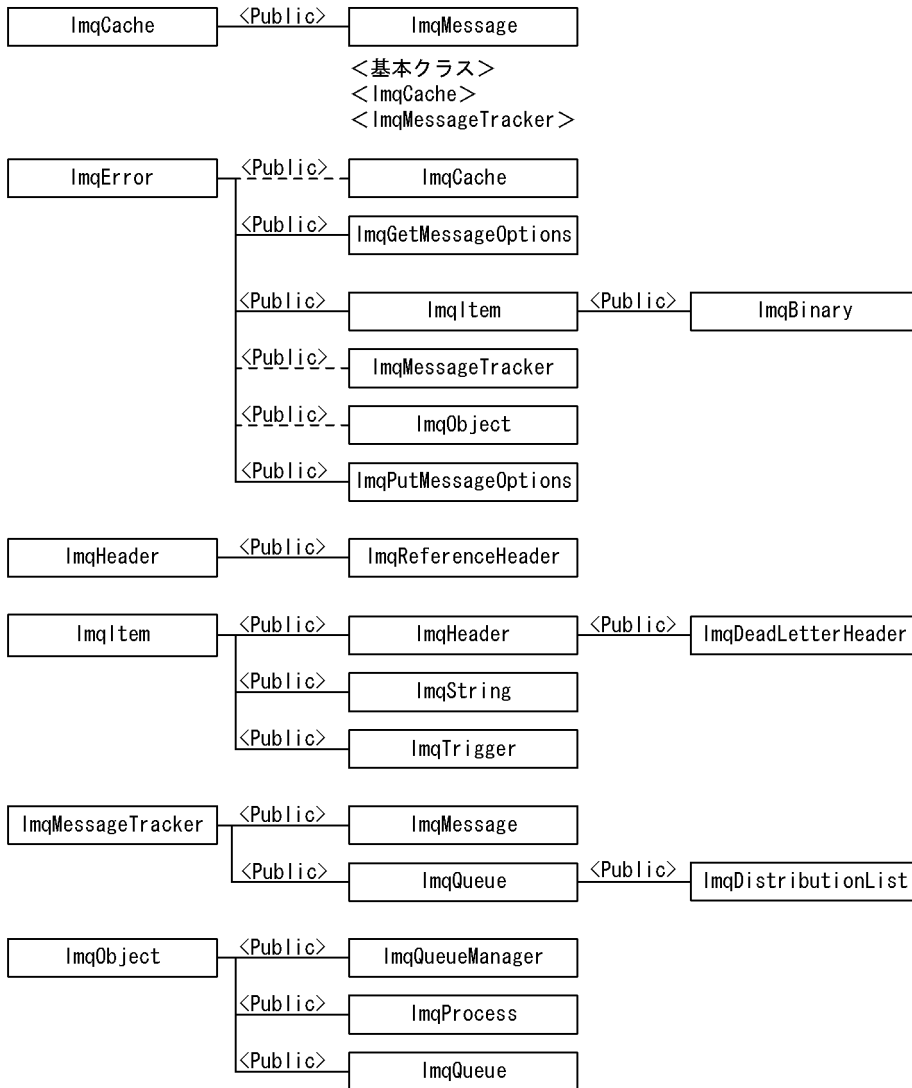 ImqCache <Public> ImqMessage
＜基本クラス＞
＜ImqCache＞
＜ImqMessageTracker＞
ImqError <Public> ImqCache
<Public> ImqGetMessageOptions
<Public> ImqItem <Public> ImqBinary
<Public> ImqMessageTracker
<Public> ImqObject
<Public> ImqPutMessageOptions
ImqHeader <Public> ImqReferenceHeader
ImqItem <Public> ImqHeader <Public> ImqDeadLetterHeader
<Public> ImqString
<Public> ImqTrigger
ImqMessageTracker <Public> ImqMessage
<Public> ImqQueue <Public> ImqDistributionList
ImqObject <Public> ImqQueueManager
<Public> ImqProcess
<Public> ImqQueue